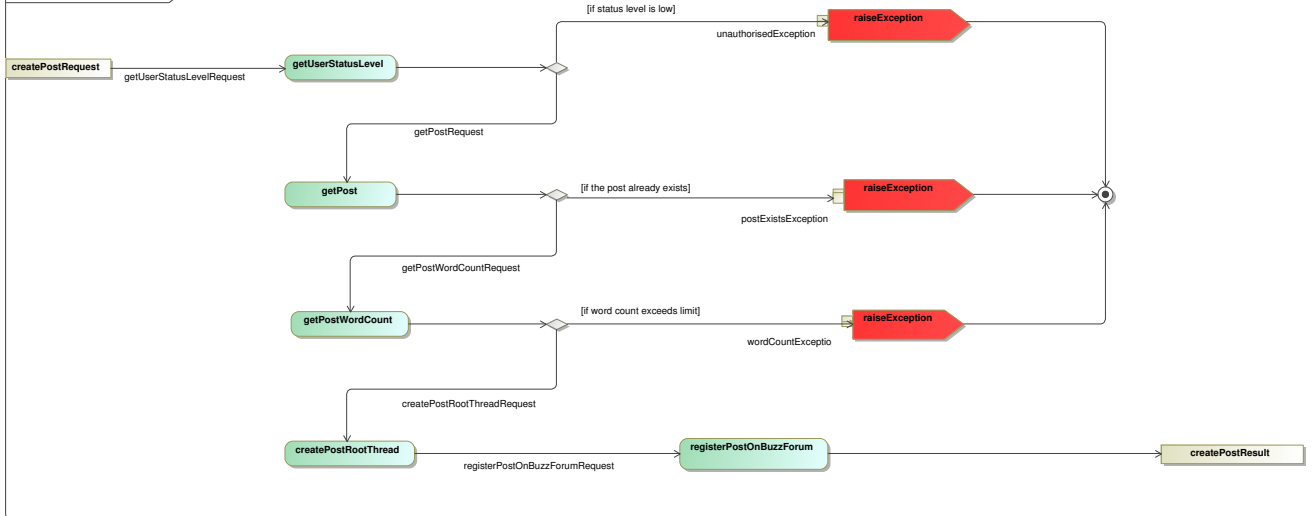 [if status level is low]
raiseException
unauthorisedException
createPostRequest
getUserStatusLevel
getUserStatusLevelRequest
getPostRequest
getPost
[if the post already exists]
raiseException
postExistsException
getPostWordCountRequest
getPostWordCount
[if word count exceeds limit]
raiseException
wordCountExceptio
createPostRootThreadRequest
createPostRootThread
registerPostOnBuzzForum
createPostResult
registerPostOnBuzzForumRequest